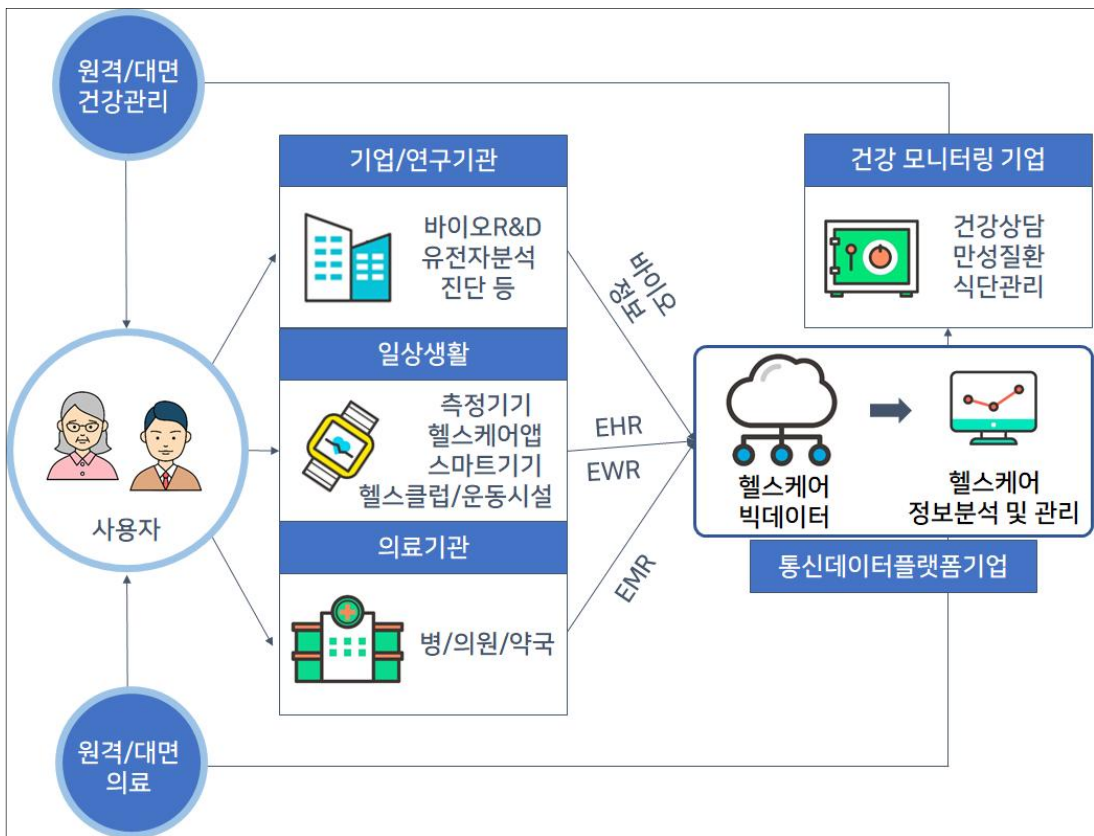 원격/대면
건강관리
기업/연구기관
바이오R&D
유전자분석
진단 등
건강 모니터링 기업
건강상담
만성질환
식단관리
바이오
정보
일상생활
측정기기
헬스케어앱
스마트기기
헬스클럽/운동시설
EHR
EWR
EMR
사용자
헬스케어
빅데이터
헬스케어
정보분석 및 관리
통신데이터플랫폼기업
의료기관
병/의원/약국
원격/대면
의료